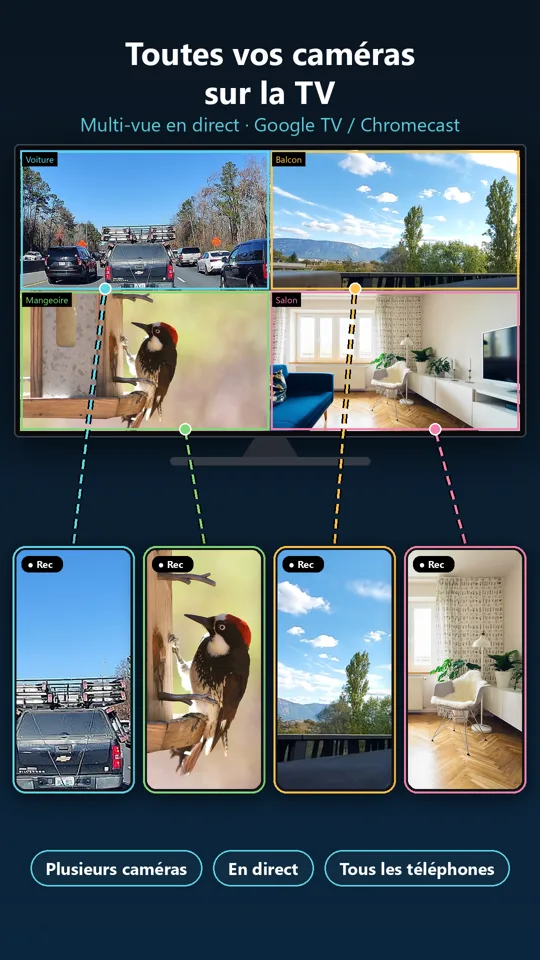 Toutes vos caméras
sur la TV
Multi-vue en direct · Google TV / Chromecast
Voiture
Balcon
Mangeoire
Salon
● Rec
● Rec
● Rec
● Rec
Plusieurs caméras
En direct
Tous les téléphones